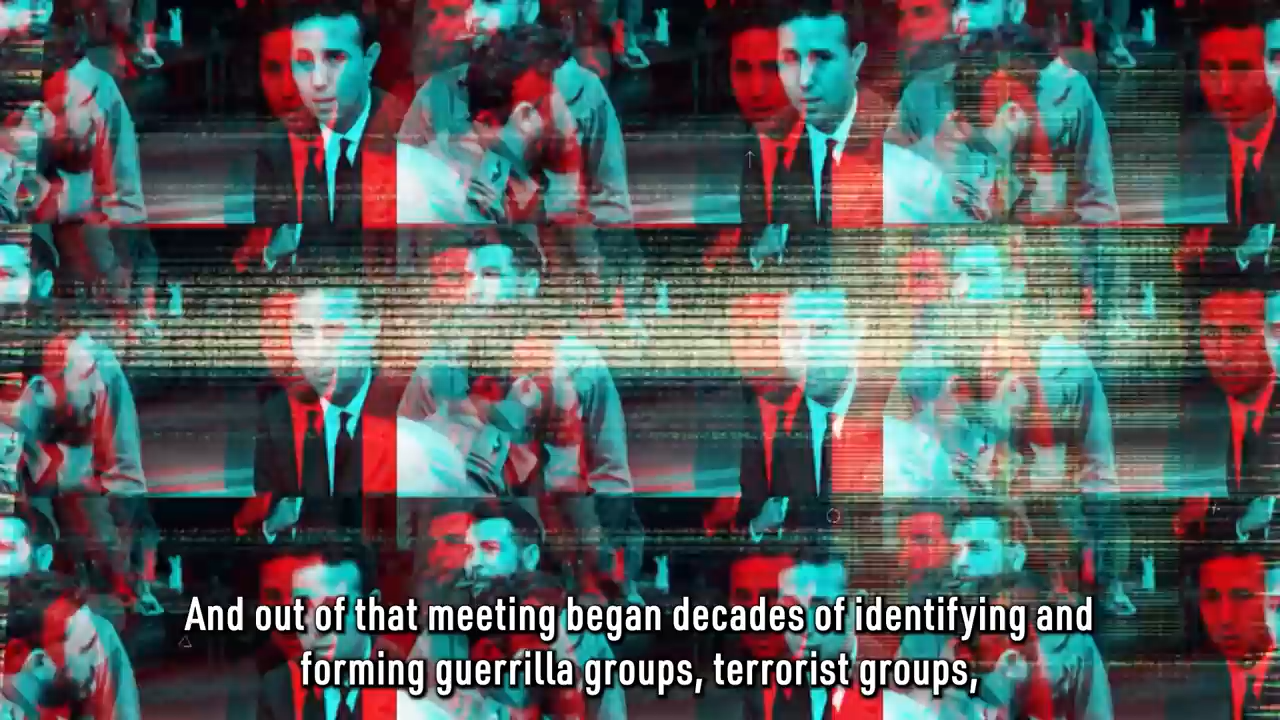 And out of that meeting began decades of identifying and
forming guerrilla groups, terrorist groups,